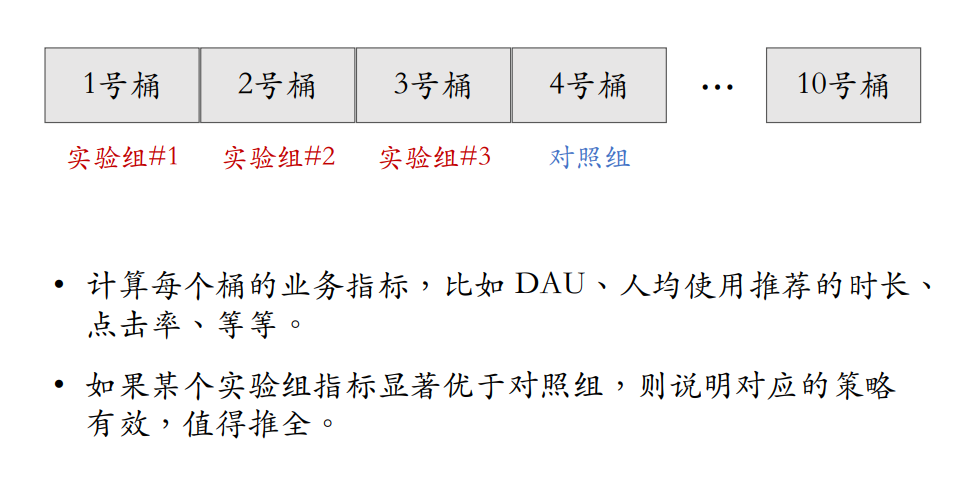 1号桶 2号桶 3号桶 4号桶 … 10号桶
实验组#1 实验组#2 实验组#3 对照组
• 计算每个桶的业务指标，比如 DAU、人均使用推荐的时长、
点击率、等等。
• 如果某个实验组指标显著优于对照组，则说明对应的策略
有效，值得推全。